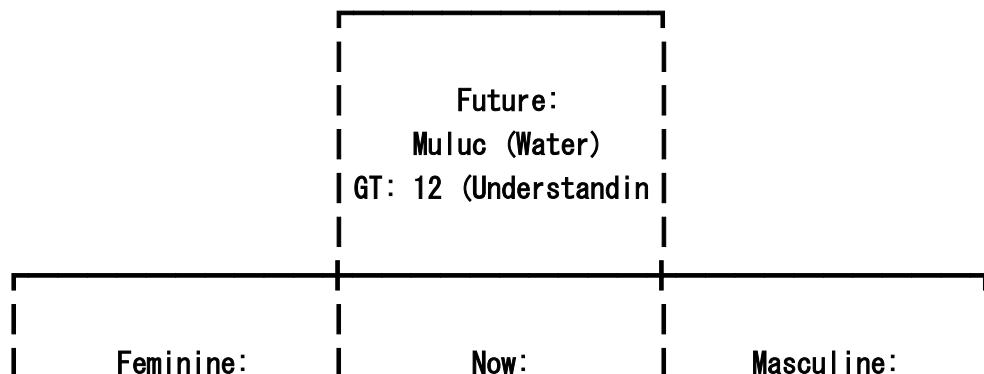 Future:
Muluc (Water)
GT: 12 (Understandin
Feminine: Now: Masculine: